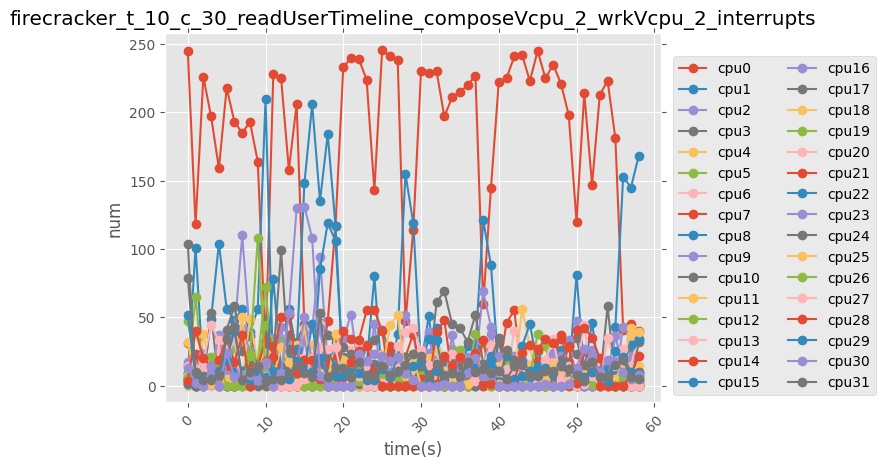 firecracker_t_10_c_30_readUserTimeline_composeVcpu_2_wrkVcpu_2_interrupts
250
200
150
100
50
0
num
0
10
20
30
40
50
60
time(s)
cpu0
cpu1
cpu2
cpu3
cpu4
cpu5
cpu6
cpu7
cpu8
cpu9
cpu10
cpu11
cpu12
cpu13
cpu14
cpu15
cpu16
cpu17
cpu18
cpu19
cpu20
cpu21
cpu22
cpu23
cpu24
cpu25
cpu26
cpu27
cpu28
cpu29
cpu30
cpu31